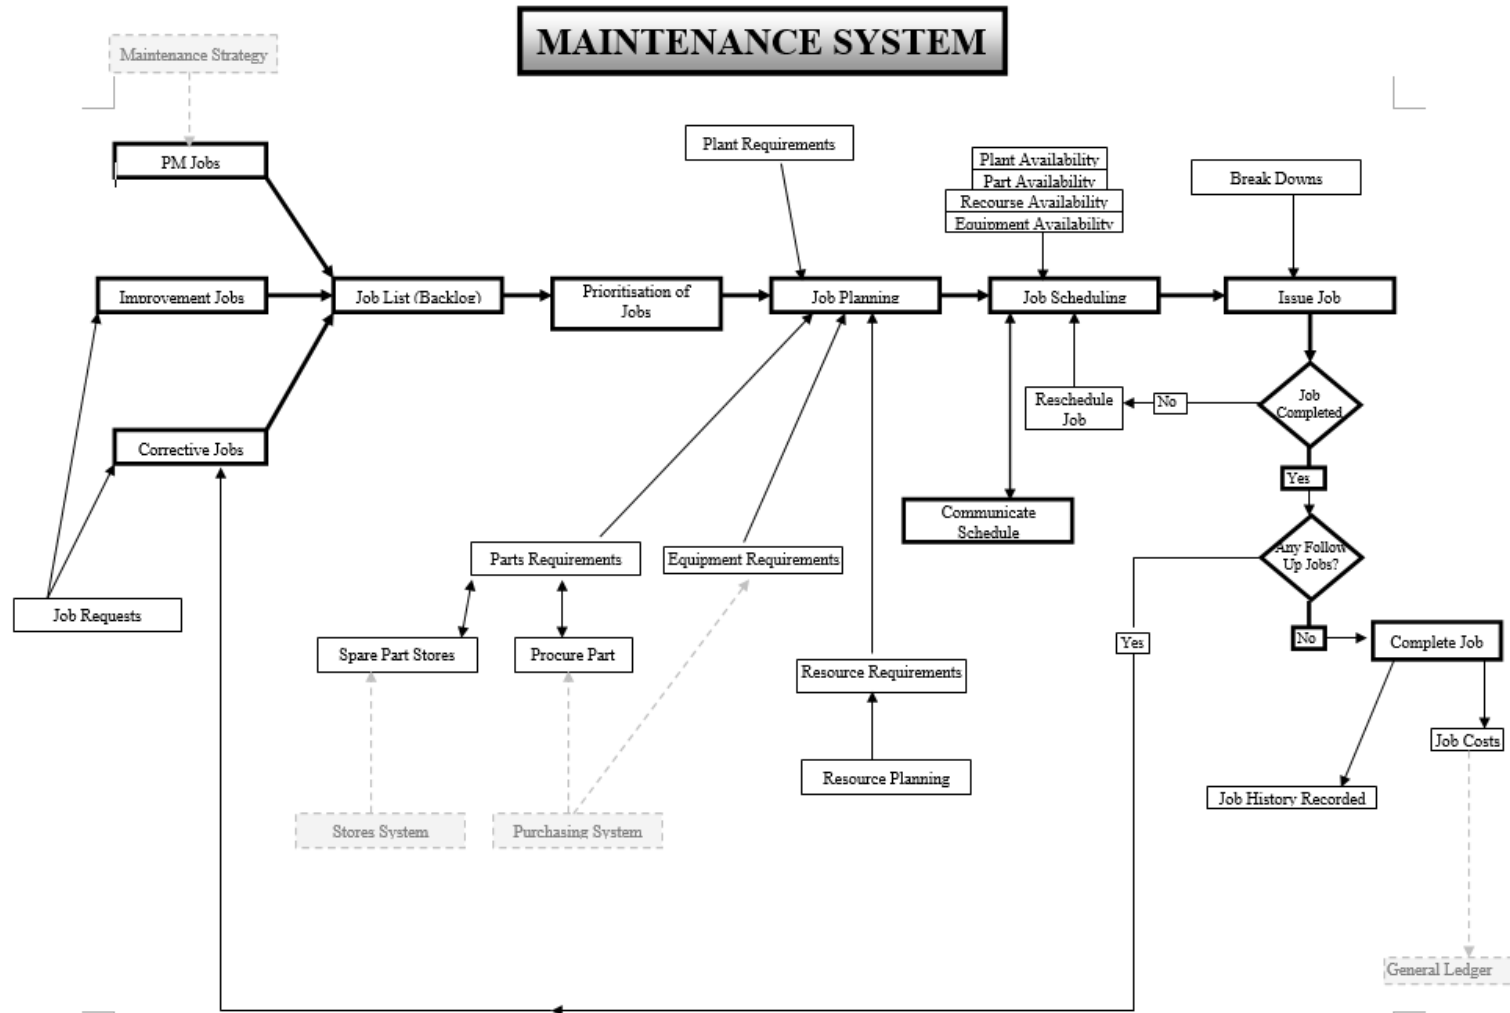 MAINTENANCE SYSTEM
Maintenance Strategy
PM Jobs
Plant Requirements
Plant Availability
Part Availability
Recourse Availability
Equipment Availability
Break Downs
Improvement Jobs
Job List (Backlog)
Prioritisation of
Jobs
Job Planning
Job Scheduling
Issue Job
Reschedule
Job
No
Job
Completed
Corrective Jobs
Yes
Communicate
Schedule
Any Follow
Up Jobs?
Parts Requirements
Equipment Requirements
Job Requests
Yes
No
Complete Job
Spare Part Stores
Procure Part
Resource Requirements
Job Costs
Resource Planning
Job History Recorded
Stores System
Purchasing System
General Ledger